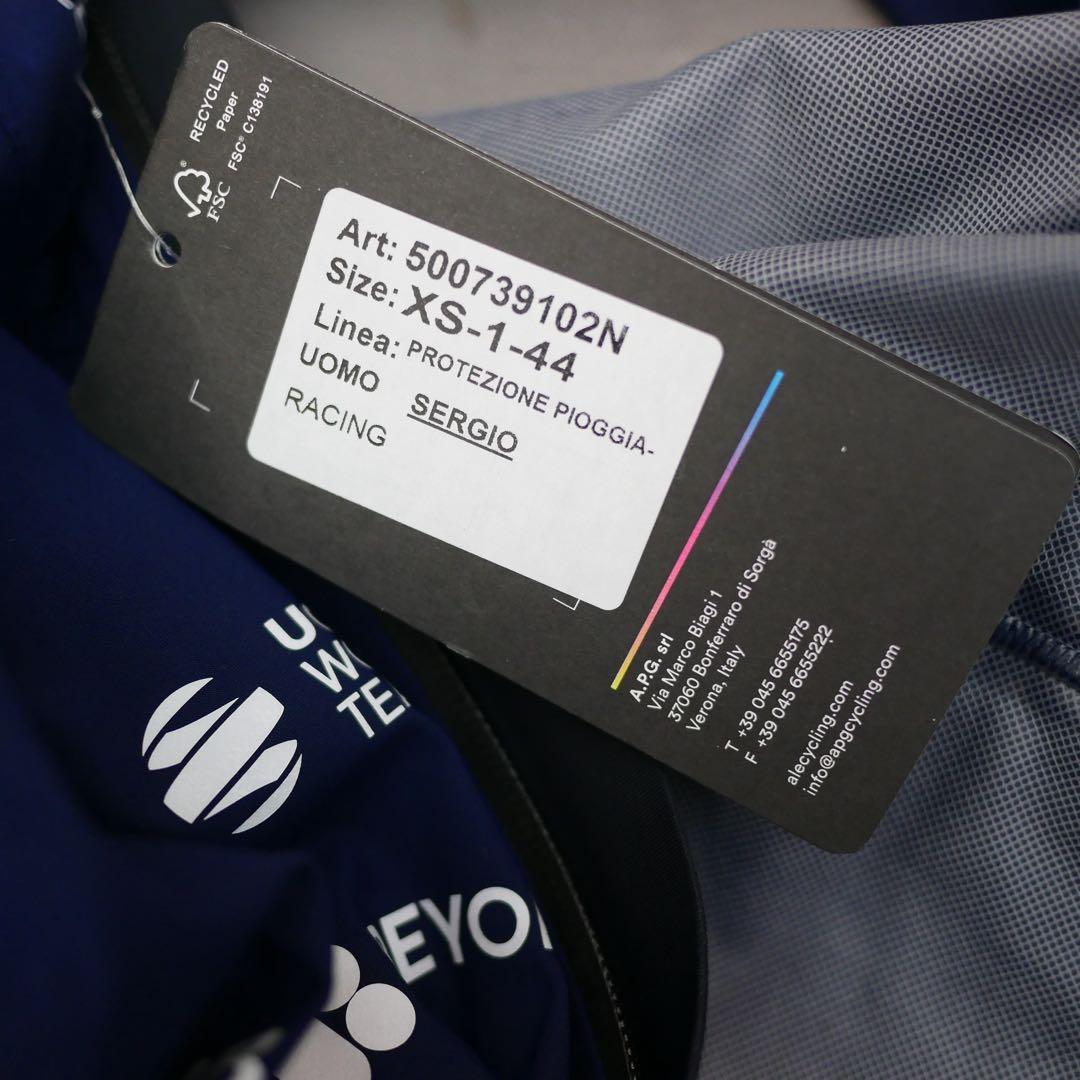 RECYCLED
Paper
FSC® C138191
FSC
Art: 500739102N
Size: XS-1-44
Linea: PROTEZIONE PIOGGIA-
UOMO SERGIO
RACING
A.P.G. srl
Via Marco Biagi 1
37060 Bonferraro di Sorgà
Verona, Italy
T +39 045 6655175
F +39 045 6655222
alecycling.com
info@apgcycling.com